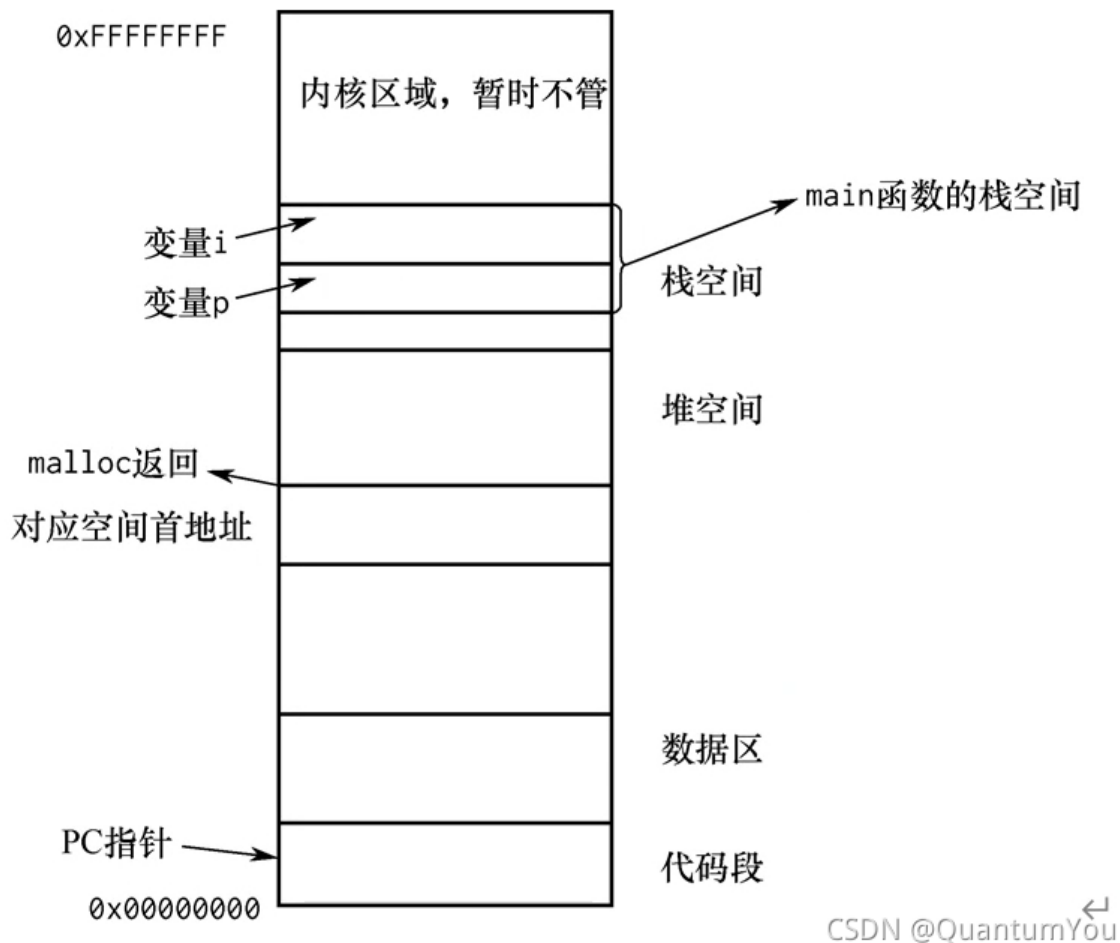 0xFFFFFFFF
内核区域，暂时不管
main函数的栈空间
变量i
栈空间
变量p
堆空间
malloc返回
对应空间首地址
数据区
PC指针
代码段
0x00000000
CSDN @QuantumYou